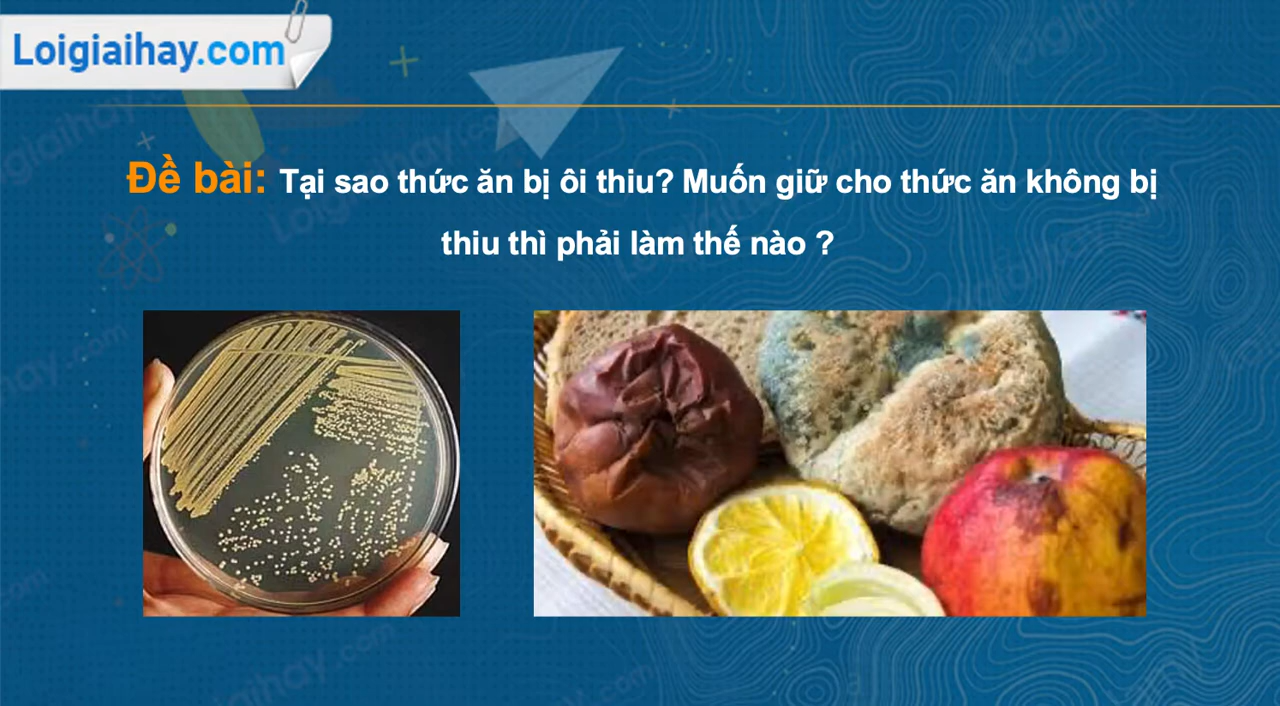 Loigiaihay.com
Đề bài: Tại sao thức ăn bị ôi thiu? Muốn giữ cho thức ăn không bị
thiu thì phải làm thế nào ?